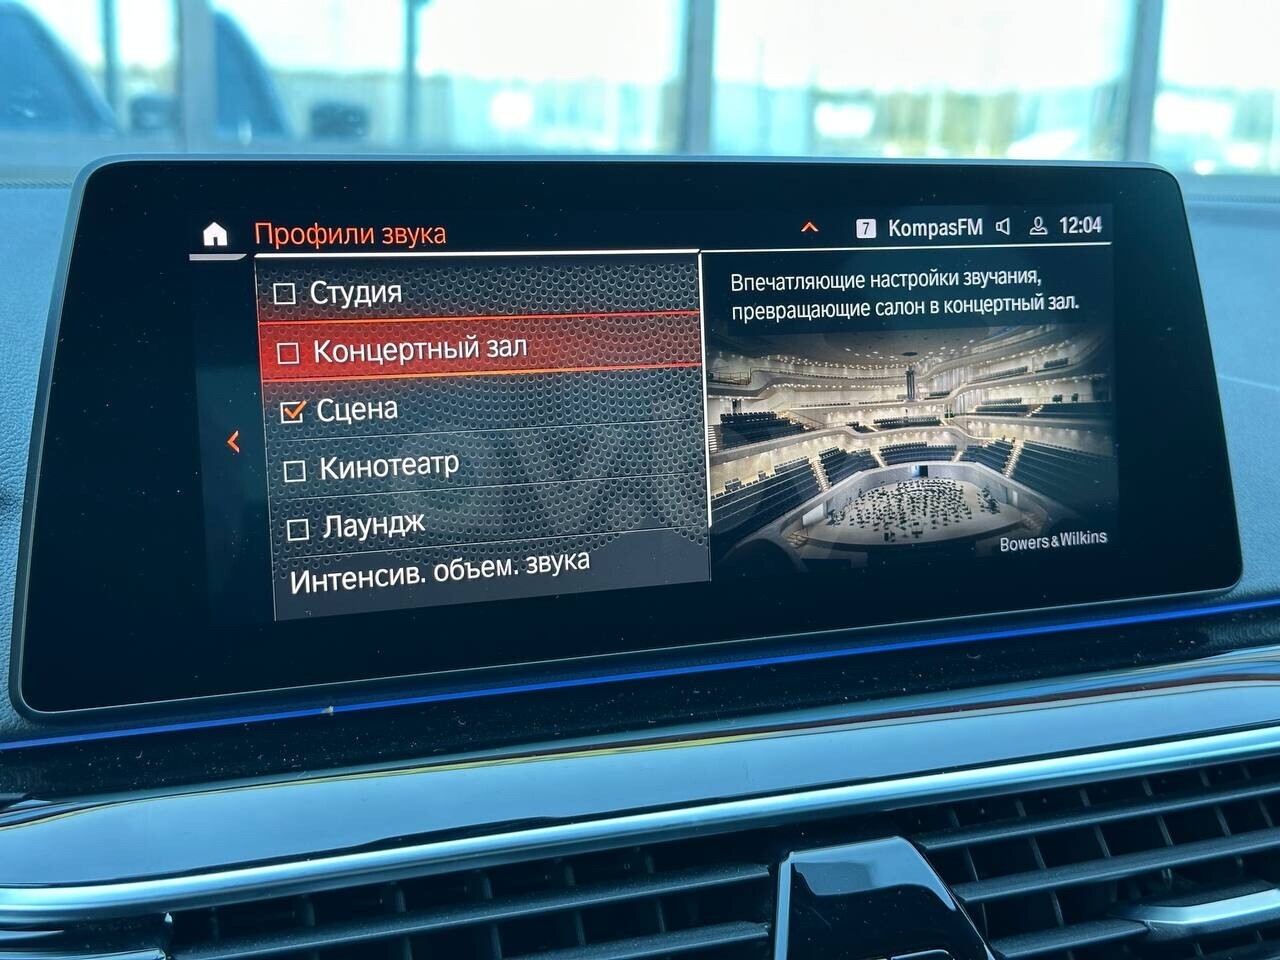 Профили звука
7 KompasFM 12:04
Студия
Концертный зал
Сцена
Кинотеатр
Лаундж
Интенсив. объем. звука
Впечатляющие настройки звучания,
превращающие салон в концертный зал.
Bowers & Wilkins